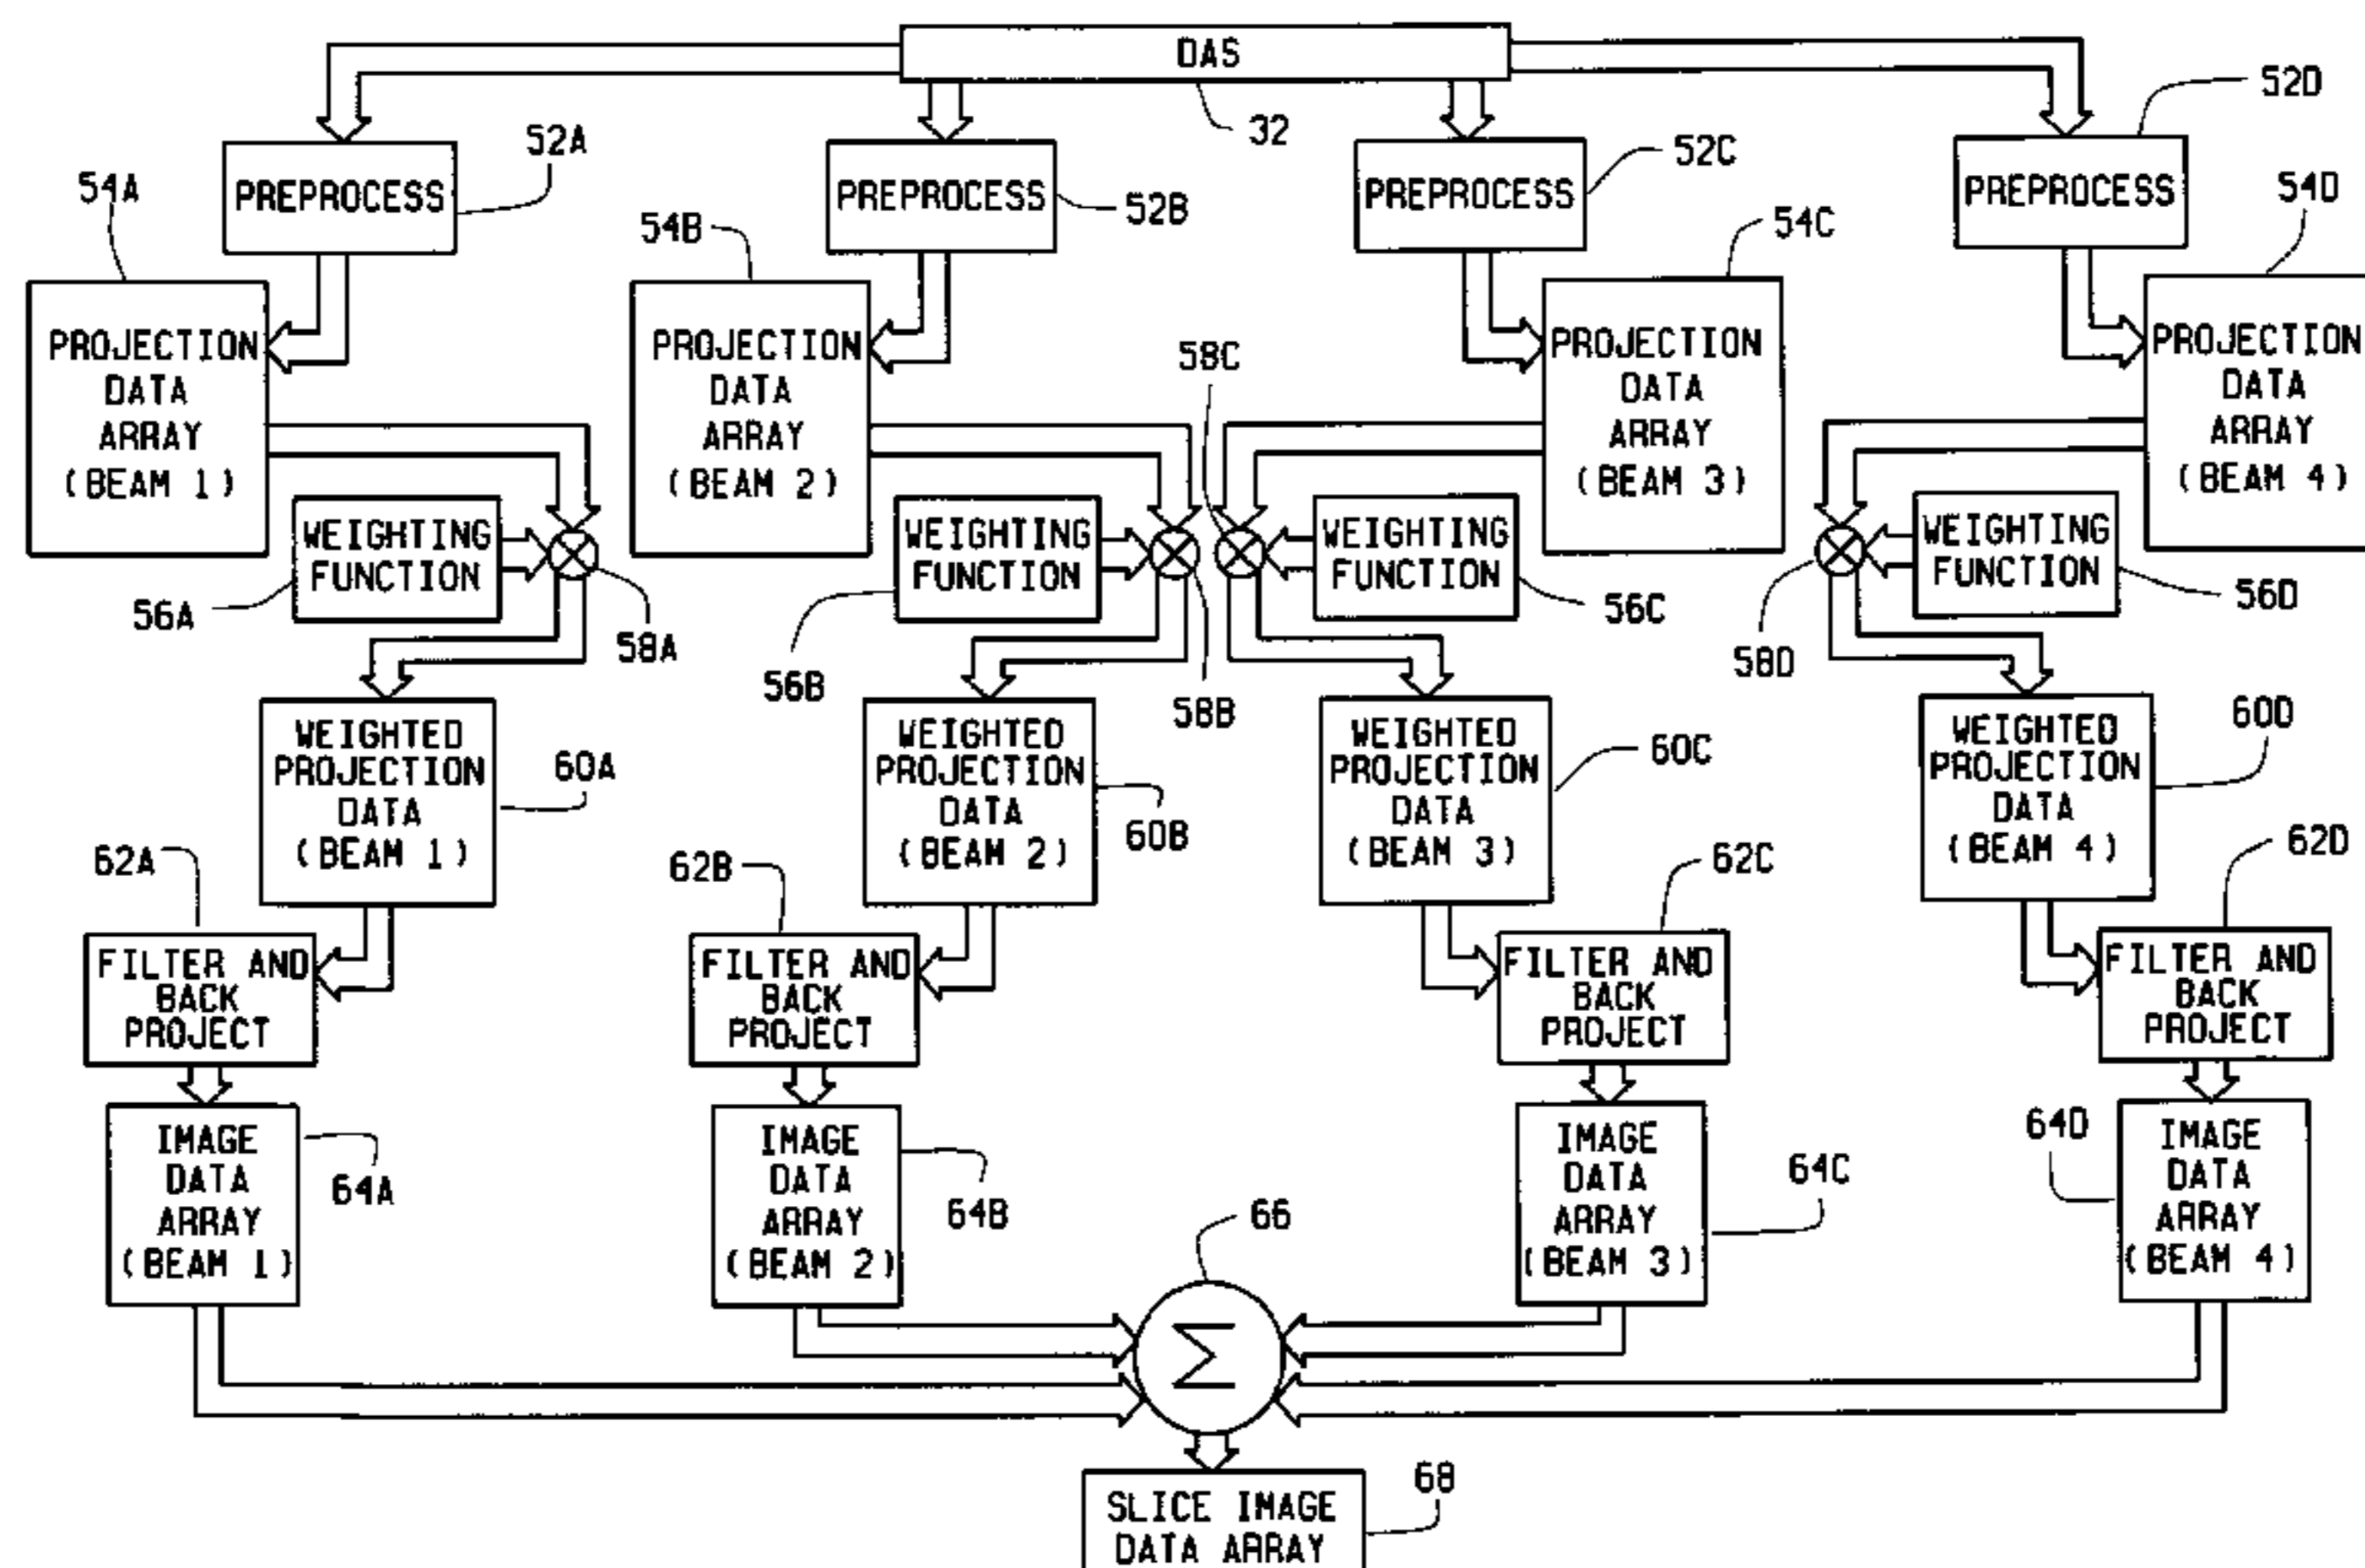 DAS
32
52A
52B
52C
52D
PREPROCESS
PREPROCESS
PREPROCESS
PREPROCESS
54A
54B
54C
54D
PROJECTION
DATA
ARRAY
(BEAM 1)
PROJECTION
DATA
ARRAY
(BEAM 2)
PROJECTION
DATA
ARRAY
(BEAM 3)
PROJECTION
DATA
ARRAY
(BEAM 4)
58C
WEIGHTING
FUNCTION
WEIGHTING
FUNCTION
WEIGHTING
FUNCTION
WEIGHTING
FUNCTION
56A
58A
56B
58B
56C
58D
56D
WEIGHTED
PROJECTION
DATA
(BEAM 1)
60A
WEIGHTED
PROJECTION
DATA
(BEAM 2)
60B
WEIGHTED
PROJECTION
DATA
(BEAM 3)
60C
WEIGHTED
PROJECTION
DATA
(BEAM 4)
60D
62A
62B
62C
62D
FILTER AND
BACK
PROJECT
FILTER AND
BACK
PROJECT
FILTER AND
BACK
PROJECT
FILTER AND
BACK
PROJECT
IMAGE
DATA
ARRAY
(BEAM 1)
64A
IMAGE
DATA
ARRAY
(BEAM 2)
64B
66
IMAGE
DATA
ARRAY
(BEAM 3)
64C
64D
IMAGE
DATA
ARRAY
(BEAM 4)
Σ
68
SLICE IMAGE
DATA ARRAY